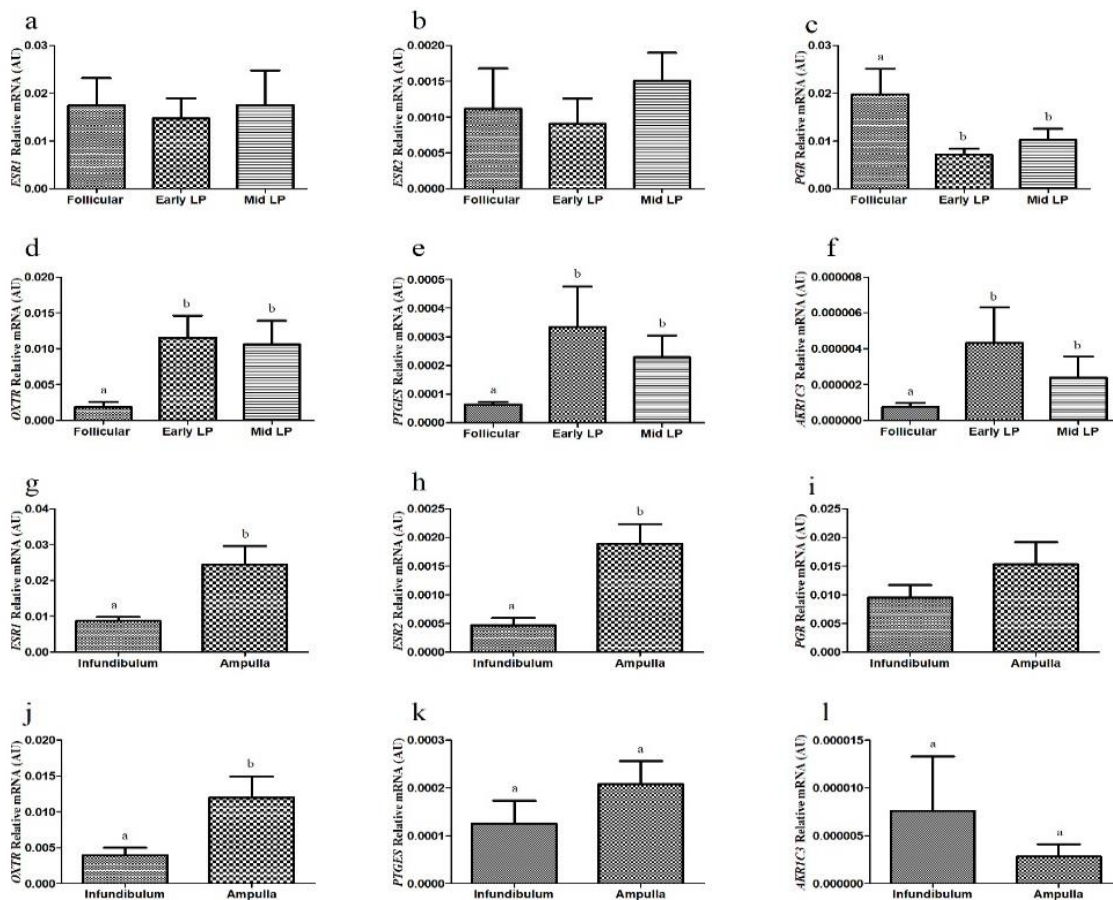 a
ESR1 Relative mRNA (AU)
0.03
0.02
0.01
0.00
Follicular Early LP Mid LP
b
ESR2 Relative mRNA (AU)
0.0020
0.0015
0.0010
0.0005
0.0000
Follicular Early LP Mid LP
c
PGR Relative mRNA (AU)
0.03
0.02
0.01
0.00
a b b
Follicular Early LP Mid LP
d
OXTR Relative mRNA (AU)
0.020
0.015
0.010
0.005
0.000
a b b
Follicular Early LP Mid LP
e
PTGES Relative mRNA (AU)
0.0005
0.0004
0.0003
0.0002
0.0001
0.0000
a b b
Follicular Early LP Mid LP
f
AKR1C3 Relative mRNA (AU)
0.000008
0.000006
0.000004
0.000002
0.000000
a b b
Follicular Early LP Mid LP
g
ESR1 Relative mRNA (AU)
0.04
0.03
0.02
0.01
0.00
a b
Infundibulum Ampulla
h
ESR2 Relative mRNA (AU)
0.0025
0.0020
0.0015
0.0010
0.0005
0.0000
a b
Infundibulum Ampulla
i
PGR Relative mRNA (AU)
0.025
0.020
0.015
0.010
0.005
0.000
Infundibulum Ampulla
j
OXTR Relative mRNA (AU)
0.020
0.015
0.010
0.005
0.000
a b
Infundibulum Ampulla
k
PTGES Relative mRNA (AU)
0.0003
0.0002
0.0001
0.0000
a a
Infundibulum Ampulla
l
AKR1C3 Relative mRNA (AU)
0.000015
0.000010
0.000005
0.000000
a a
Infundibulum Ampulla